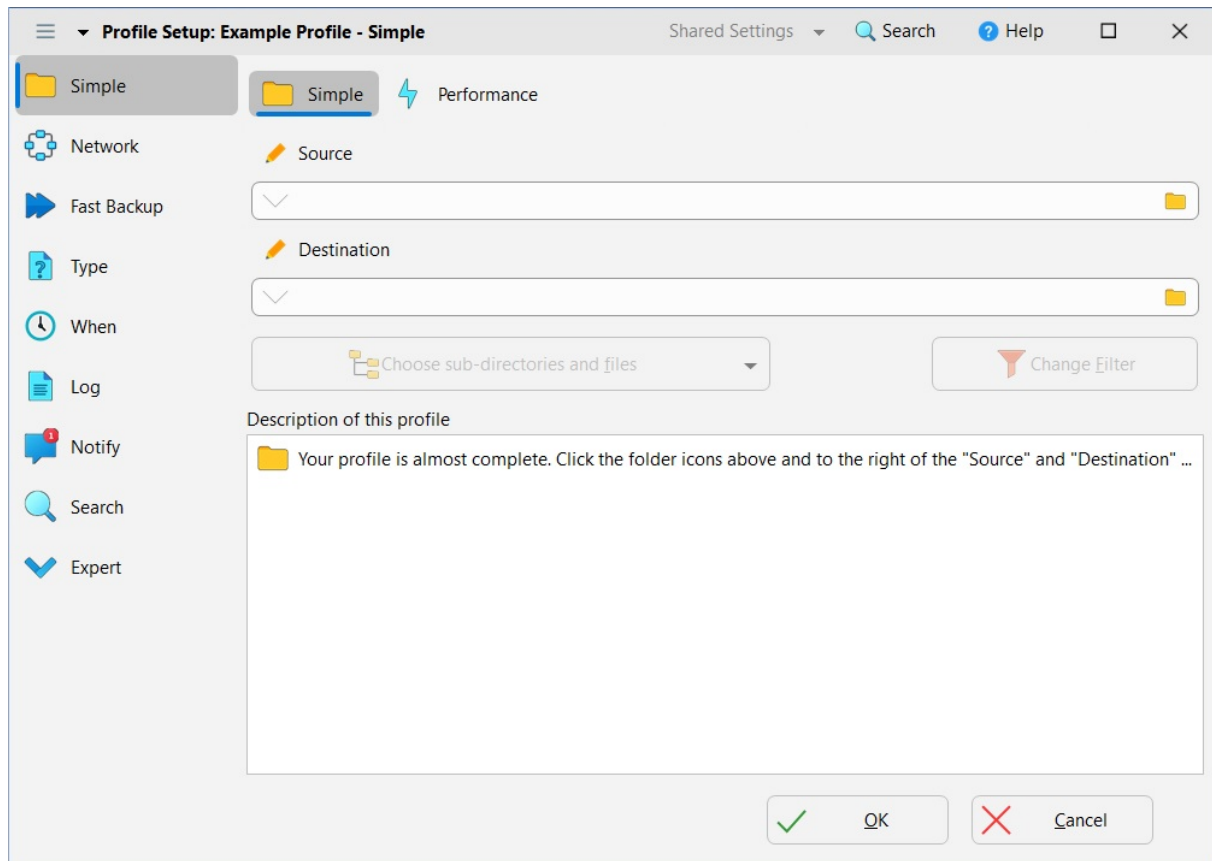 Profile Setup: Example Profile - Simple
Shared Settings
Search
Help
Simple
Network
Fast Backup
Type
When
Log
1
Notify
Search
Expert
Simple
Performance
Source
Destination
Choose sub-directories and files
Change Filter
Description of this profile
Your profile is almost complete. Click the folder icons above and to the right of the "Source" and "Destination" ...
OK
Cancel